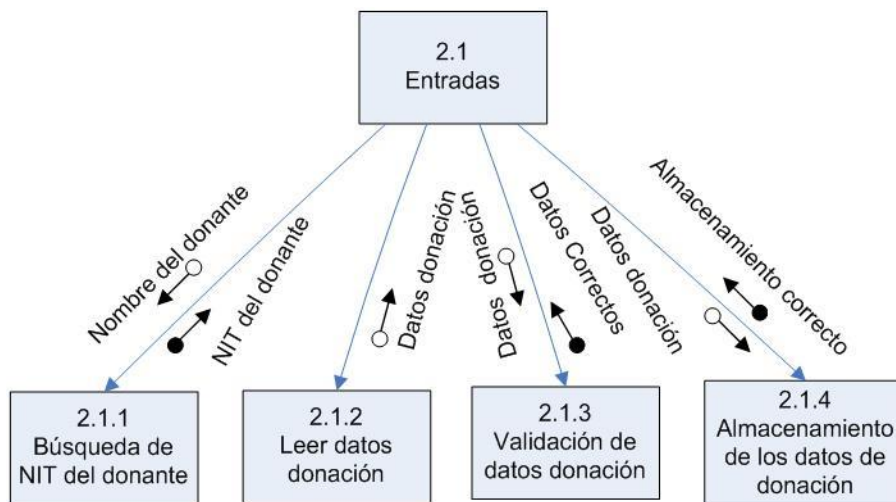 2.1
Entradas
Nombre del donante
NIT del donante
Datos donación
Datos donación
Datos Correctos
Datos donación
Almacenamiento correcto
2.1.1
Búsqueda de
NIT del donante
2.1.2
Leer datos
donación
2.1.3
Validación de
datos donación
2.1.4
Almacenamiento
de los datos de
donación